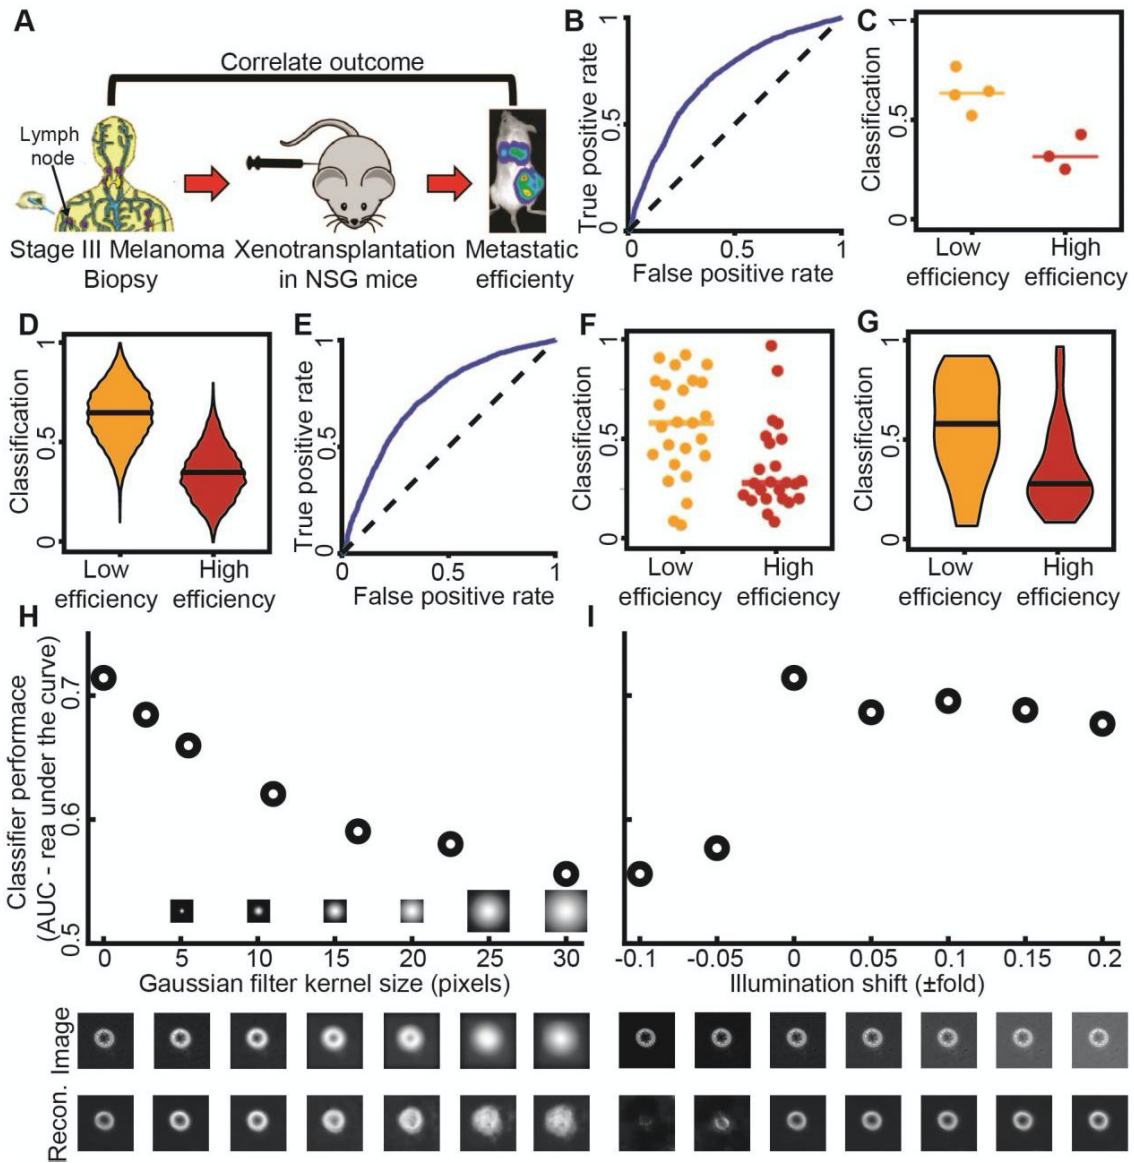 A
Correlate outcome
Lymph
node
Stage III Melanoma
Biopsy
Xenotransplantation
in NSG mice
Metastatic
efficienty
B
True positive rate
0 0.5 1
0 0.5 1
False positive rate
C
Classification
0 0.5 1
Low
efficiency
High
efficiency
D
Classification
0 0.5 1
Low
efficiency
High
efficiency
E
True positive rate
0 0.5 1
0 0.5 1
False positive rate
F
Classification
0 0.5 1
Low
efficiency
High
efficiency
G
Classification
0 0.5 1
Low
efficiency
High
efficiency
H
Classifier performace
(AUC - rea under the curve)
0.5 0.6 0.7
0 5 10 15 20 25 30
Gaussian filter kernel size (pixels)
I
-0.1 -0.05 0 0.05 0.1 0.15 0.2
Illumination shift (±fold)
Image
Recon.